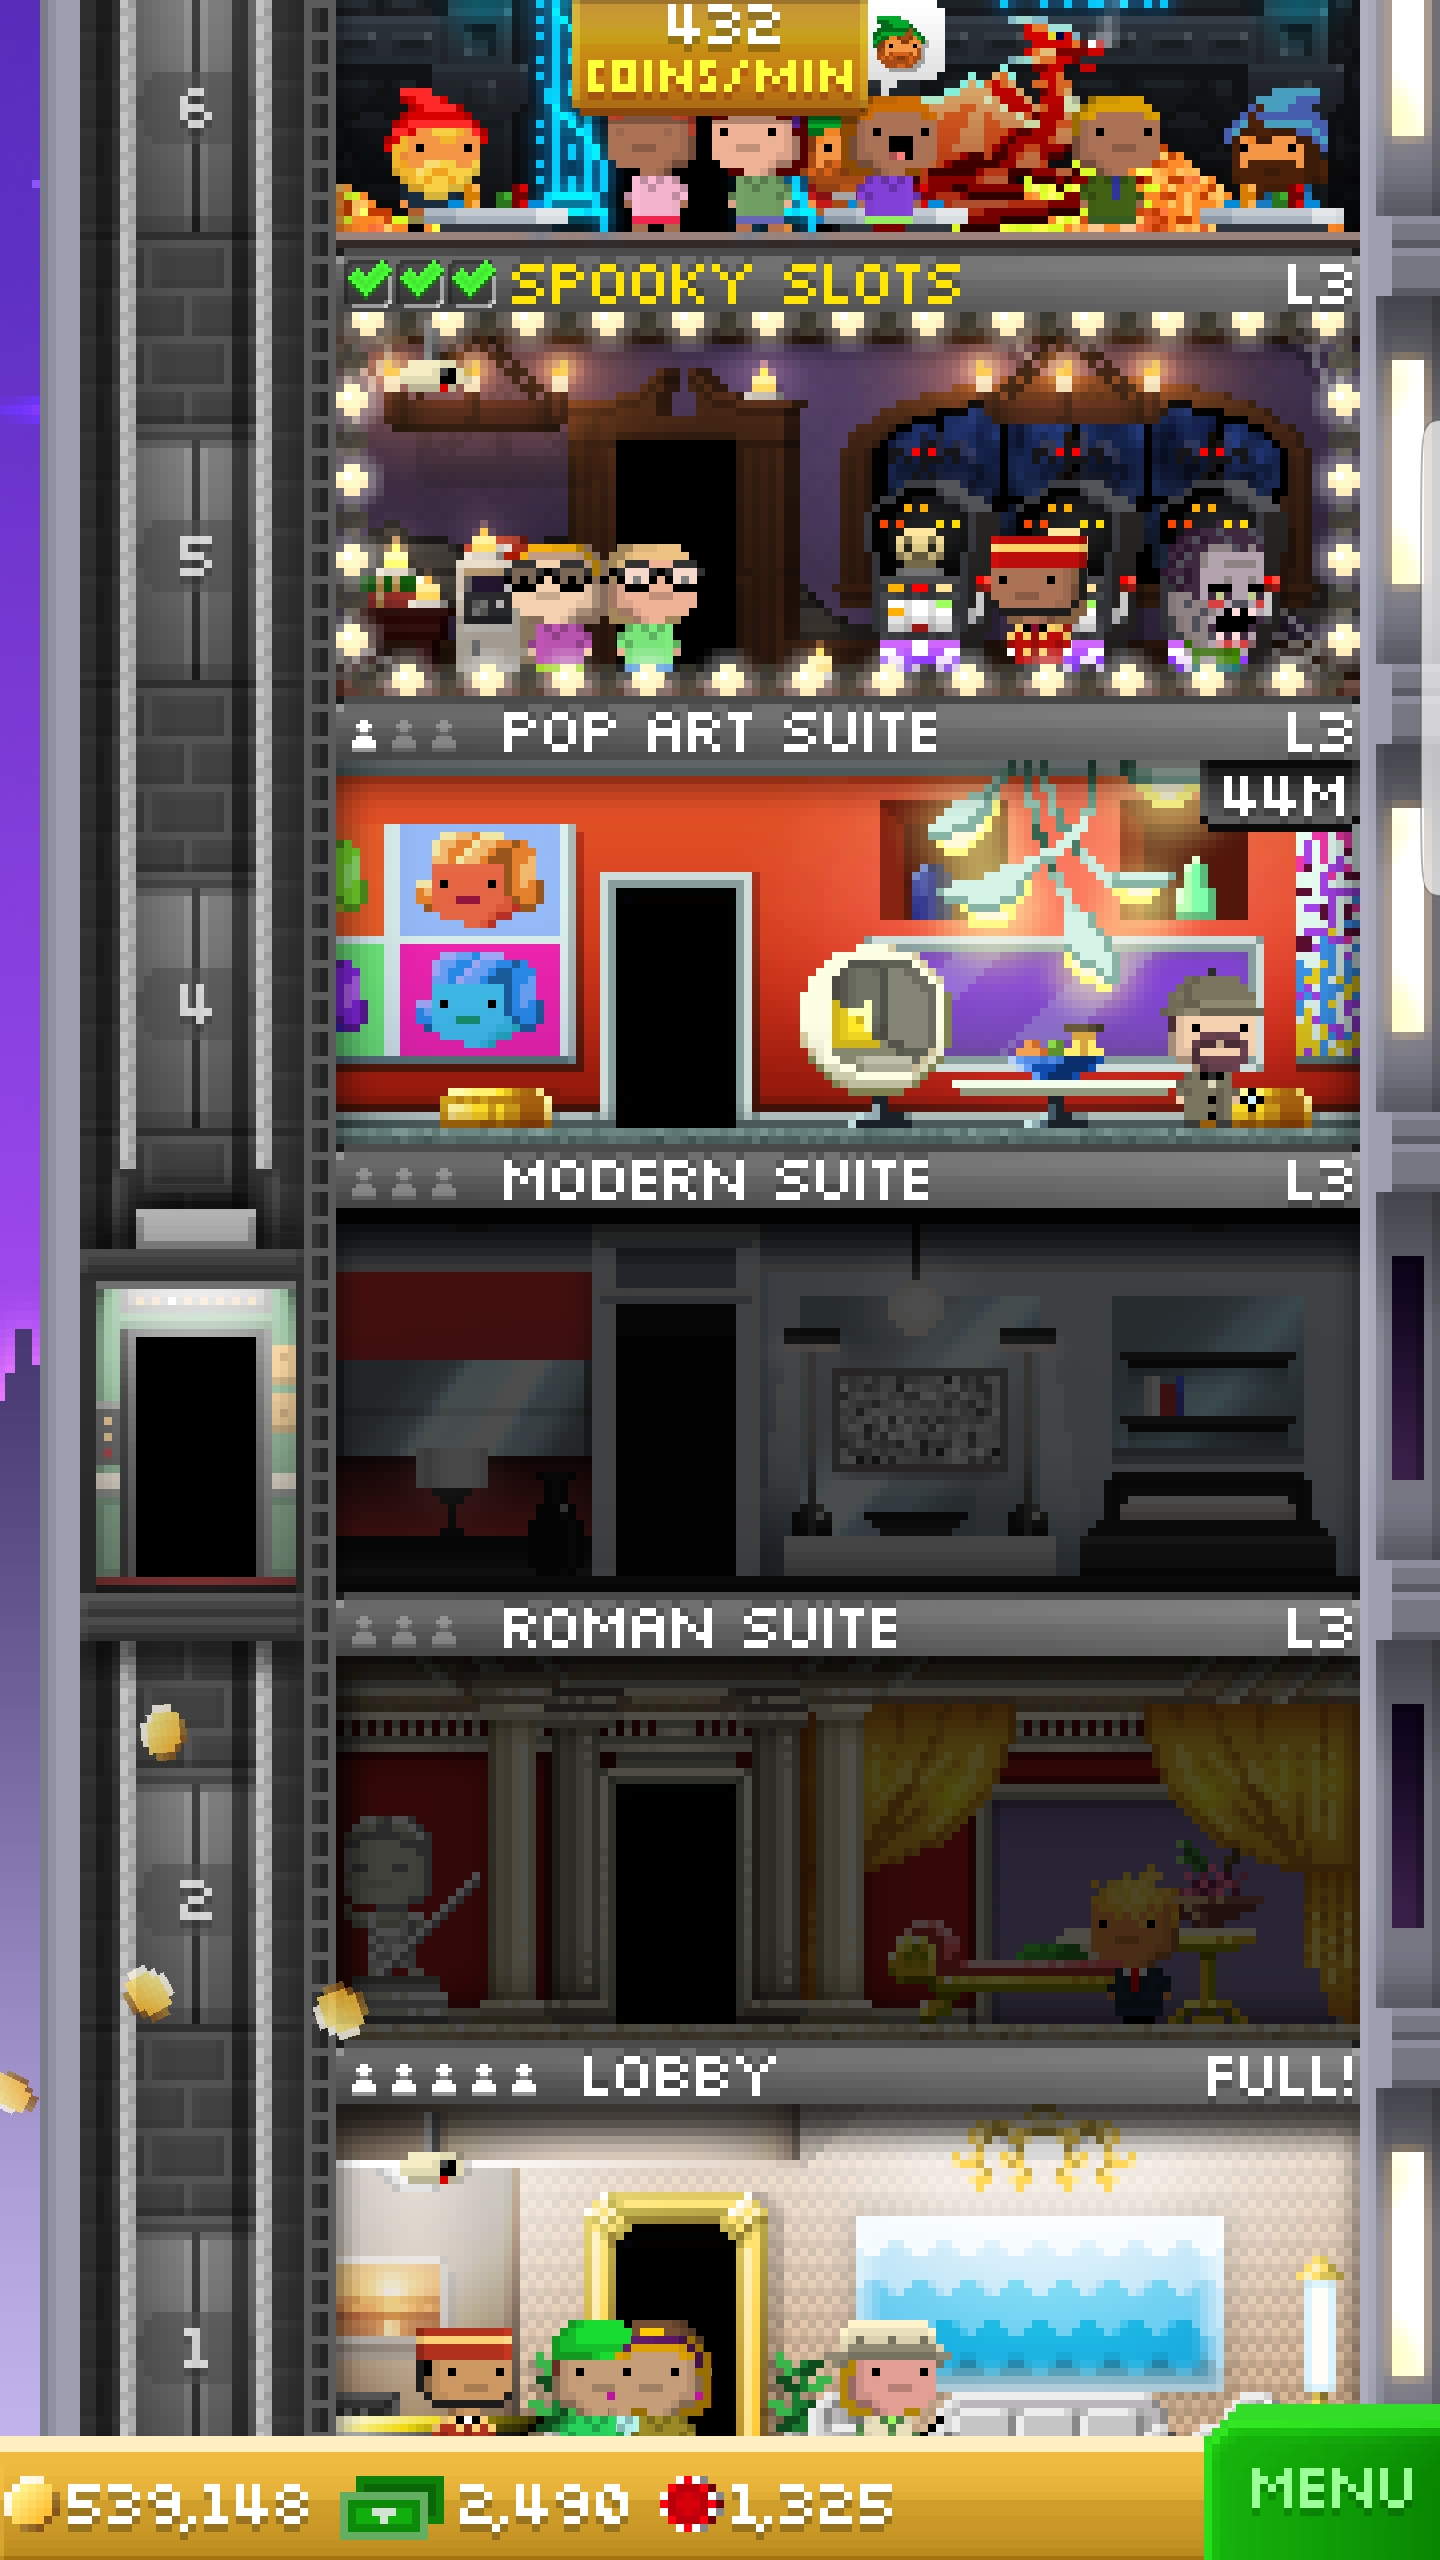 432
COINS/MIN
6
SPOOKY SLOTS L3
5
POP ART SUITE L3
44M
4
MODERN SUITE L3
ROMAN SUITE L3
2
LOBBY FULL!
1
539,148 2,490 1,325 MENU